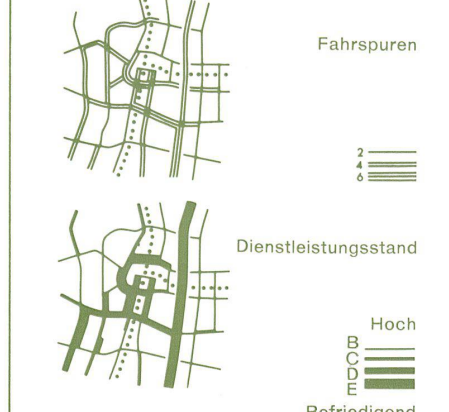 Fahrspuren
2
4
6
Dienstleistungsstand
Hoch
B
C
D
E
Befriedigend